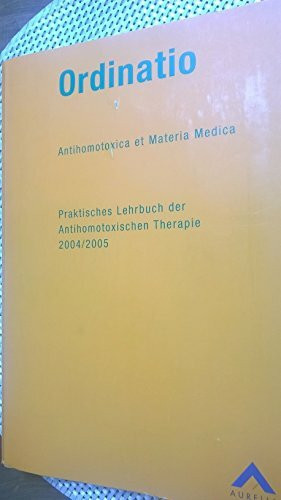 Ordinatio
Antihomotoxica et Materia Medica
Praktisches Lehrbuch der
Antihomotoxischen Therapie
2004/2005